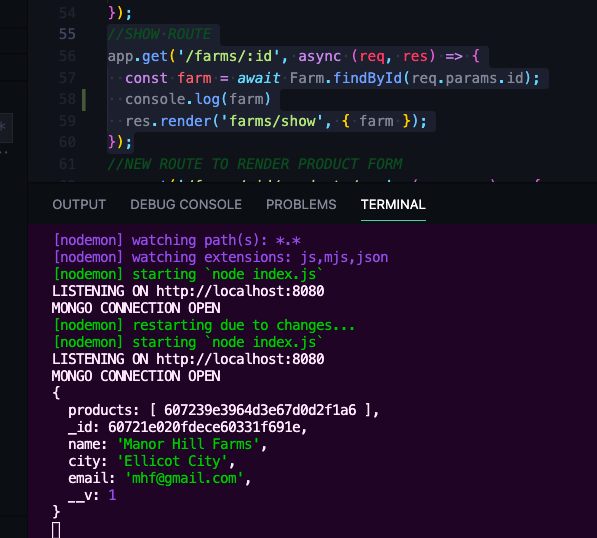 54 });
55 //SHOW ROUTE
56 app.get('/farms/:id', async (req, res) => {
57 const farm = await Farm.findById(req.params.id);
58 console.log(farm)
59 res.render('farms/show', { farm });
60 });
61 //NEW ROUTE TO RENDER PRODUCT FORM
OUTPUT DEBUG CONSOLE PROBLEMS TERMINAL
[nodemon] watching path(s): *.*
[nodemon] watching extensions: js,mjs,json
[nodemon] starting `node index.js`
LISTENING ON http://localhost:8080
MONGO CONNECTION OPEN
[nodemon] restarting due to changes...
[nodemon] starting `node index.js`
LISTENING ON http://localhost:8080
MONGO CONNECTION OPEN
{
products: [ 607239e3964d3e67d0d2f1a6 ],
_id: 60721e020fdece60331f691e,
name: 'Manor Hill Farms',
city: 'Ellicot City',
email: 'mhf@gmail.com',
__v: 1
}